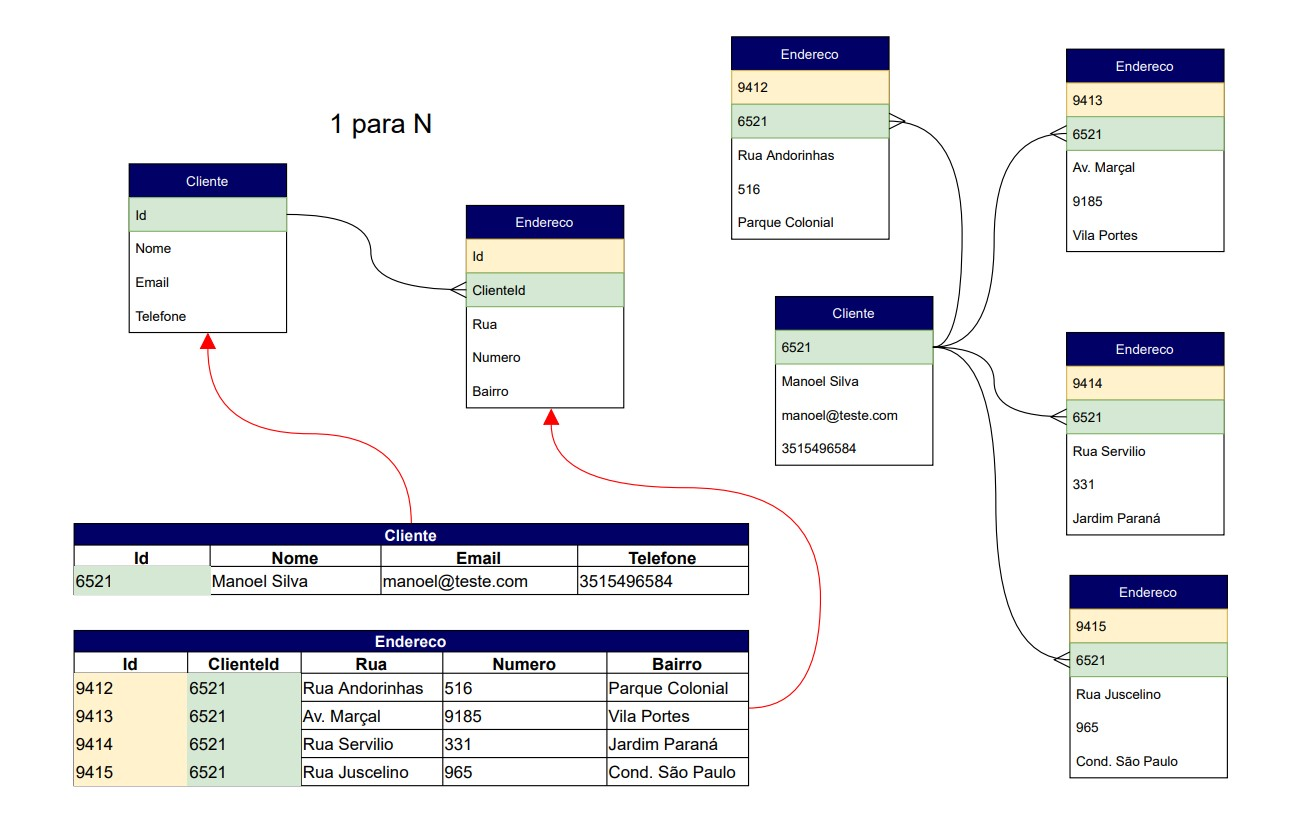 1 para N
Cliente
Id
Nome
Email
Telefone
Endereco
Id
ClienteId
Rua
Numero
Bairro
Cliente
Id Nome Email Telefone
6521 Manoel Silva manoel@teste.com 3515496584
Endereco
Id ClienteId Rua Numero Bairro
9412 6521 Rua Andorinhas 516 Parque Colonial
9413 6521 Av. Marçal 9185 Vila Portes
9414 6521 Rua Servilio 331 Jardim Paraná
9415 6521 Rua Juscelino 965 Cond. São Paulo
Endereco
9412
6521
Rua Andorinhas
516
Parque Colonial
Endereco
9413
6521
Av. Marçal
9185
Vila Portes
Cliente
6521
Manoel Silva
manoel@teste.com
3515496584
Endereco
9414
6521
Rua Servilio
331
Jardim Paraná
Endereco
9415
6521
Rua Juscelino
965
Cond. São Paulo